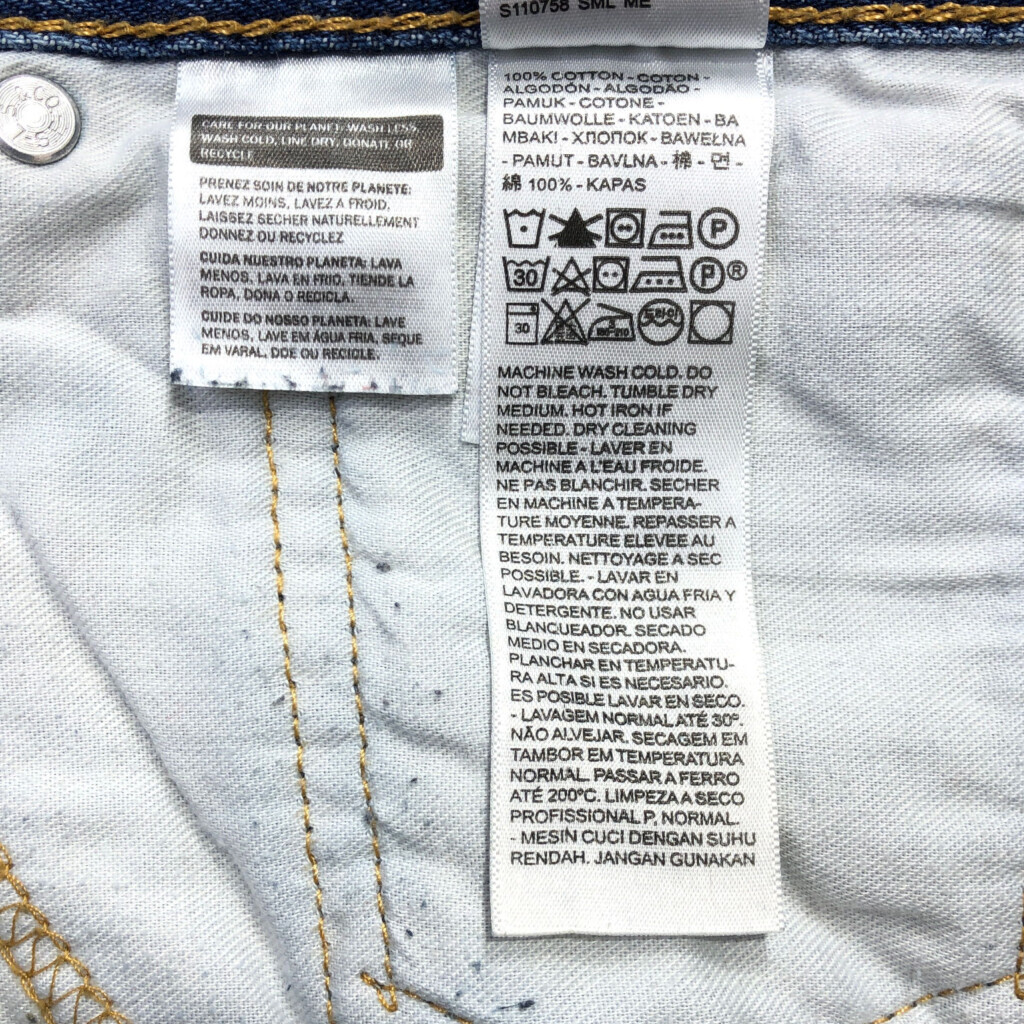 S110758 SML ME
S&CO
CARE FOR OUR PLANET: WASH LESS,
WASH COLD, LINE DRY, DONATE OR
RECYCLE
PRENEZ SOIN DE NOTRE PLANETE:
LAVEZ MOINS, LAVEZ A FROID,
LAISSEZ SECHER NATURELLEMENT
DONNEZ OU RECYCLEZ
CUIDA NUESTRO PLANETA: LAVA
MENOS, LAVA EN FRIO, TIENDE LA
ROPA, DONA O RECICLA.
CUIDE DO NOSSO PLANETA: LAVE
MENOS, LAVE EM ÁGUA FRIA, SEQUE
EM VARAL, DOE OU RECICLE.
100% COTTON - COTON -
ALGODÓN - ALGODÃO -
PAMUK - COTONE -
BAUMWOLLE - KATOEN - BA
MBAKI - ХЛОПОК - BAWEŁNA
- PAMUT - BAVLNA - 棉 - 면 -
綿 100% - KAPAS
P
30 P®
30 드라이
MACHINE WASH COLD. DO
NOT BLEACH. TUMBLE DRY
MEDIUM. HOT IRON IF
NEEDED. DRY CLEANING
POSSIBLE - LAVER EN
MACHINE A L'EAU FROIDE.
NE PAS BLANCHIR. SECHER
EN MACHINE A TEMPERA-
TURE MOYENNE. REPASSER A
TEMPERATURE ELEVEE AU
BESOIN. NETTOYAGE A SEC
POSSIBLE. - LAVAR EN
LAVADORA CON AGUA FRIA Y
DETERGENTE. NO USAR
BLANQUEADOR. SECADO
MEDIO EN SECADORA.
PLANCHAR EN TEMPERATU-
RA ALTA SI ES NECESARIO.
ES POSIBLE LAVAR EN SECO.
- LAVAGEM NORMAL ATÉ 30º.
NÃO ALVEJAR. SECAGEM EM
TAMBOR EM TEMPERATURA
NORMAL. PASSAR A FERRO
ATÉ 200ºC. LIMPEZA A SECO
PROFISSIONAL P, NORMAL.
- MESIN CUCI DENGAN SUHU
RENDAH. JANGAN GUNAKAN